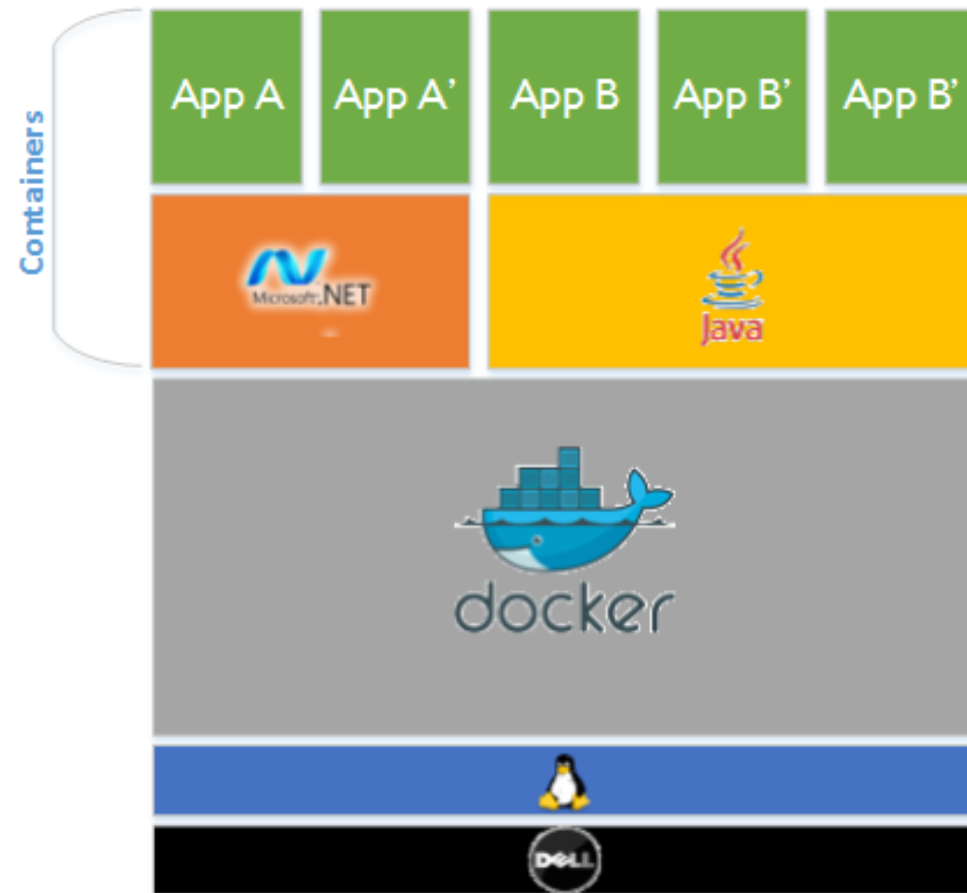 Containers
App A
App A’
App B
App B’
App B’
Microsoft .NET
Java
docker
DELL